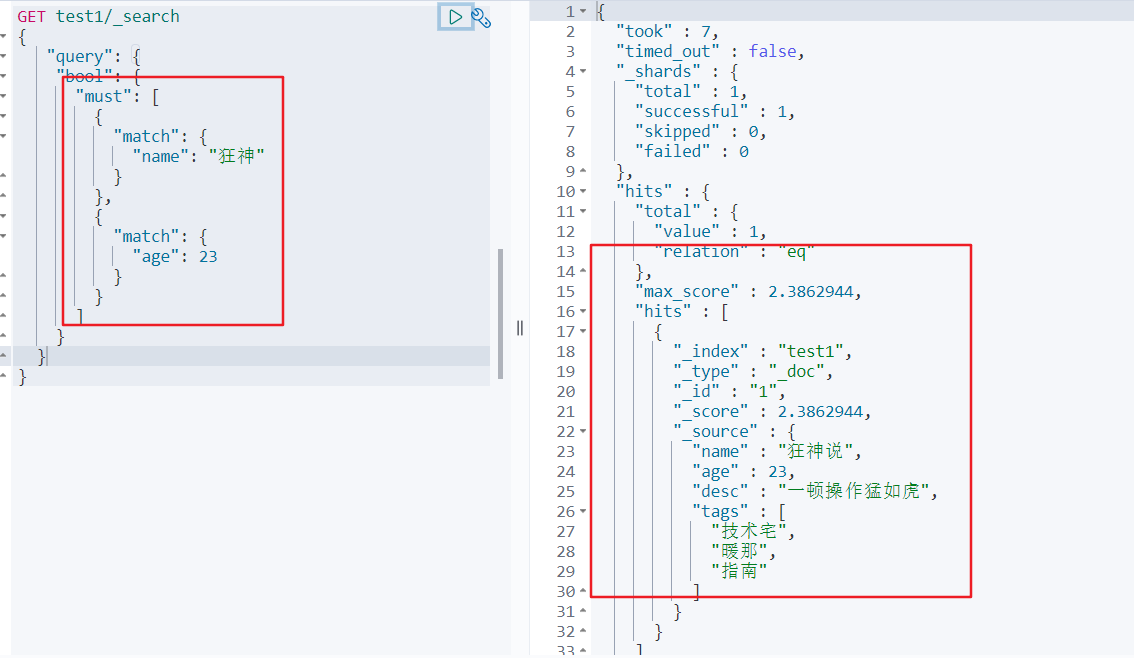 GET test1/_search
{
"query": {
"bool": {
"must": [
{
"match": {
"name": "狂神"
}
},
{
"match": {
"age": 23
}
}
]
}
}
}
1 {
2 "took" : 7,
3 "timed_out" : false,
4 "_shards" : {
5 "total" : 1,
6 "successful" : 1,
7 "skipped" : 0,
8 "failed" : 0
9 },
10 "hits" : {
11 "total" : {
12 "value" : 1,
13 "relation" : "eq"
14 },
15 "max_score" : 2.3862944,
16 "hits" : [
17 {
18 "_index" : "test1",
19 "_type" : "_doc",
20 "_id" : "1",
21 "_score" : 2.3862944,
22 "_source" : {
23 "name" : "狂神说",
24 "age" : 23,
25 "desc" : "一顿操作猛如虎",
26 "tags" : [
27 "技术宅",
28 "暖那",
29 "指南"
30 ]
31 }
32 }
33 ]